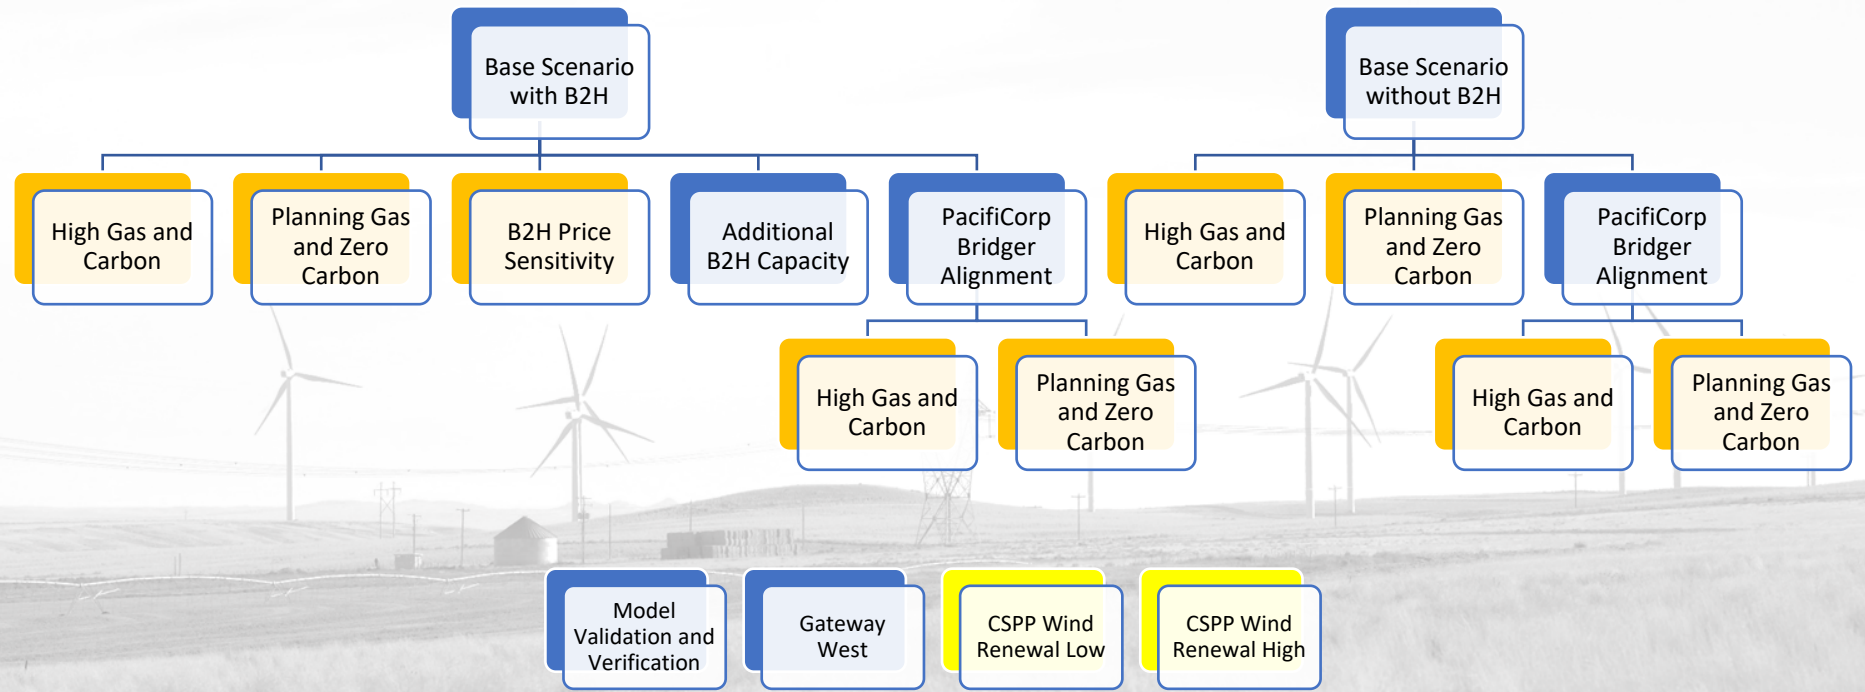 Base Scenario
with B2H
Base Scenario
without B2H
High Gas and
Carbon
Planning Gas
and Zero
Carbon
B2H Price
Sensitivity
Additional
B2H Capacity
PacifiCorp
Bridger
Alignment
High Gas and
Carbon
Planning Gas
and Zero
Carbon
PacifiCorp
Bridger
Alignment
High Gas and
Carbon
Planning Gas
and Zero
Carbon
High Gas and
Carbon
Planning Gas
and Zero
Carbon
Model
Validation and
Verification
Gateway
West
CSPP Wind
Renewal Low
CSPP Wind
Renewal High